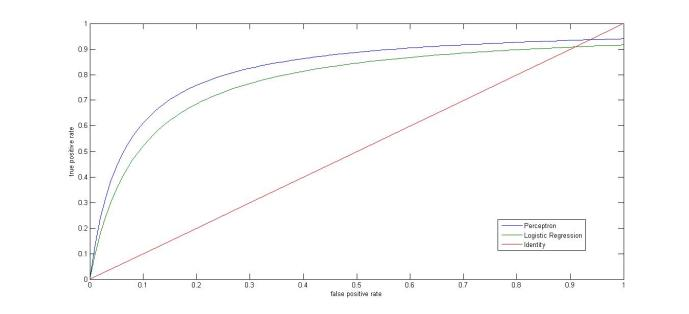 1
0.9
0.8
0.7
0.6
0.5
0.4
0.3
0.2
0.1
0
true positive rate
0 0.1 0.2 0.3 0.4 0.5 0.6 0.7 0.8 0.9 1
false positive rate
Perceptron
Logistic Regression
Identity